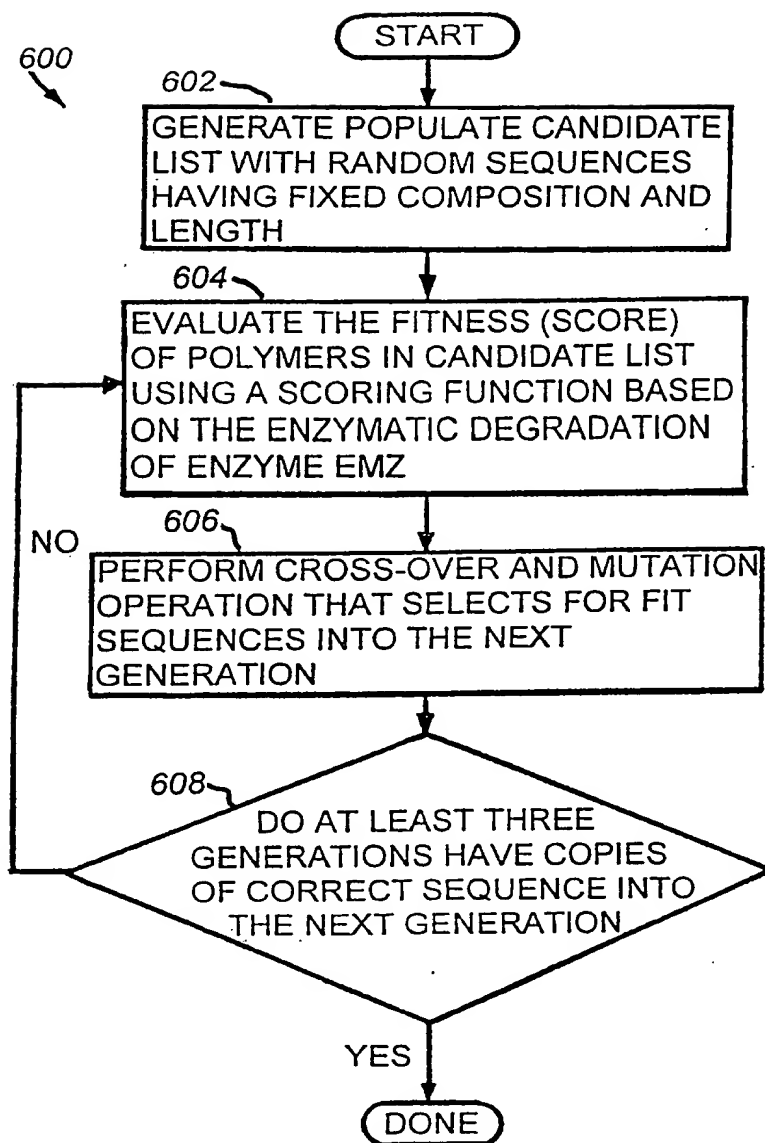 START
600
602
GENERATE POPULATE CANDIDATE
LIST WITH RANDOM SEQUENCES
HAVING FIXED COMPOSITION AND
LENGTH
604
EVALUATE THE FITNESS (SCORE)
OF POLYMERS IN CANDIDATE LIST
USING A SCORING FUNCTION BASED
ON THE ENZYMATIC DEGRADATION
OF ENZYME EMZ
NO
606
PERFORM CROSS-OVER AND MUTATION
OPERATION THAT SELECTS FOR FIT
SEQUENCES INTO THE NEXT
GENERATION
608
DO AT LEAST THREE
GENERATIONS HAVE COPIES
OF CORRECT SEQUENCE INTO
THE NEXT GENERATION
YES
DONE